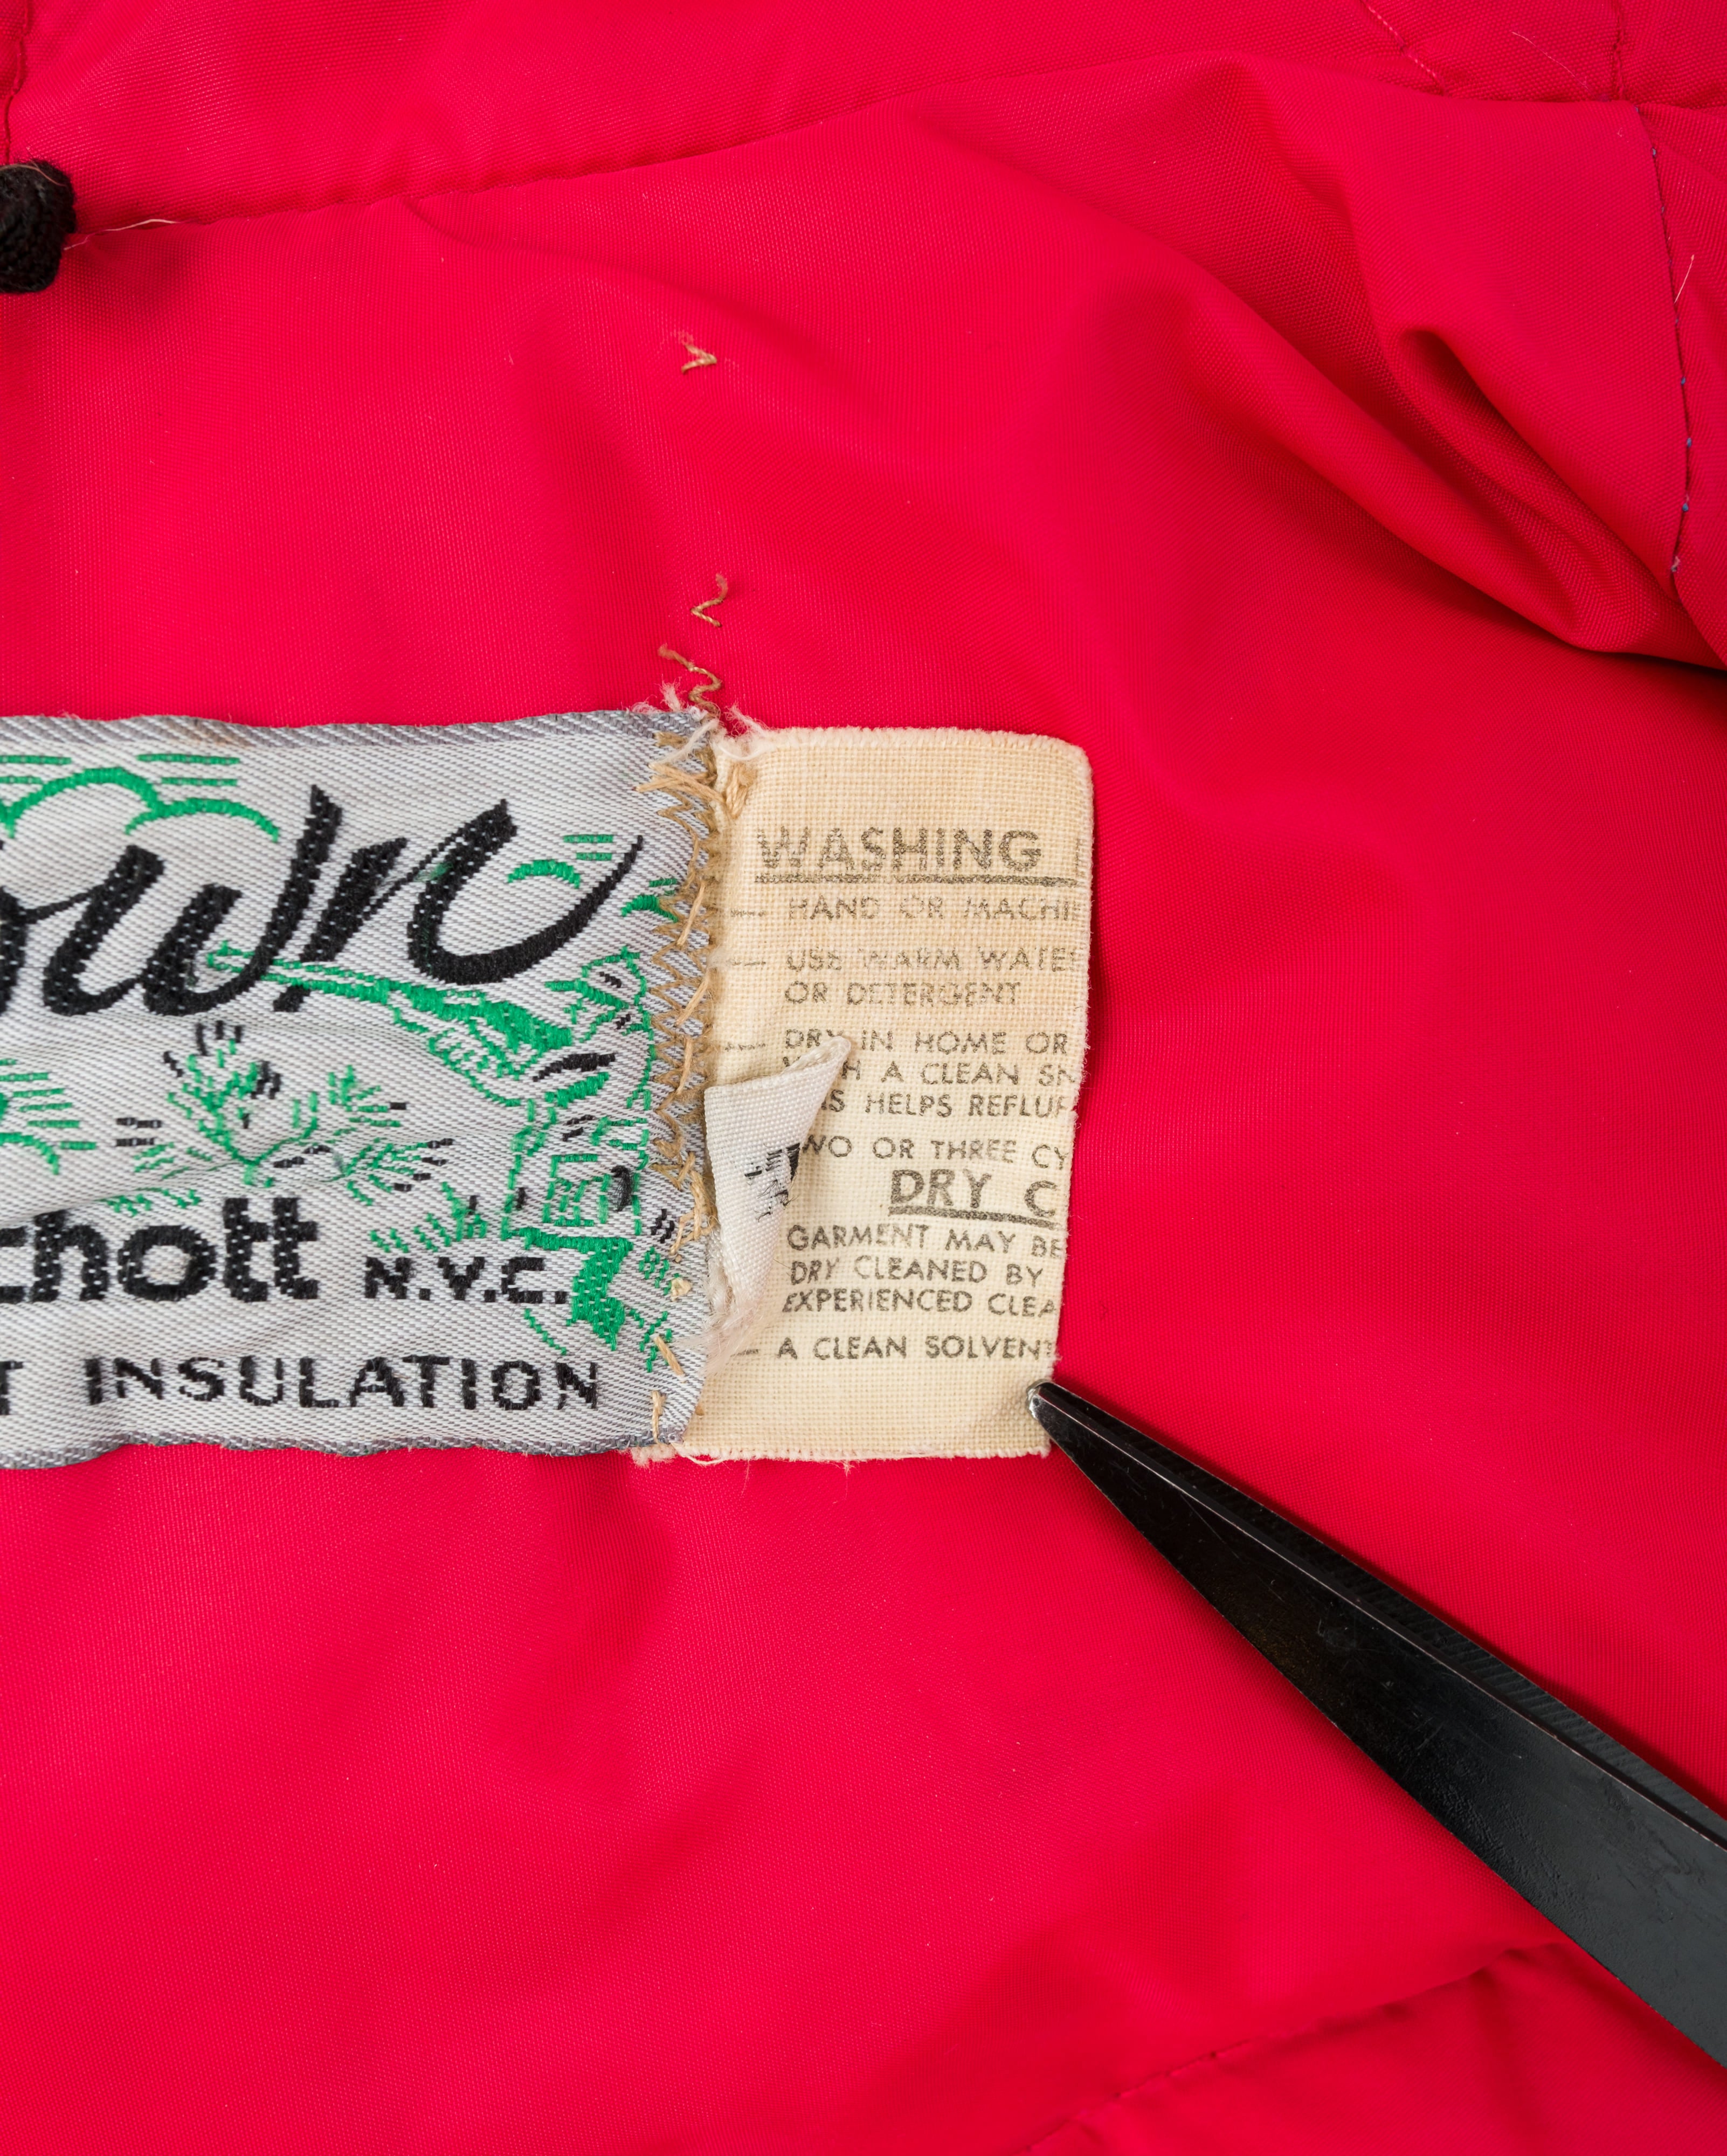 own
chott N.Y.C.
T INSULATION
WASHING
— HAND OR MACHI
— USE WARM WATE
OR DETERGENT
— DRY IN HOME OR
H A CLEAN
S HELPS REFLUF
WO OR THREE CY
DRY C
GARMENT MAY BE
DRY CLEANED BY
EXPERIENCED CLEA
— A CLEAN SOLVENT